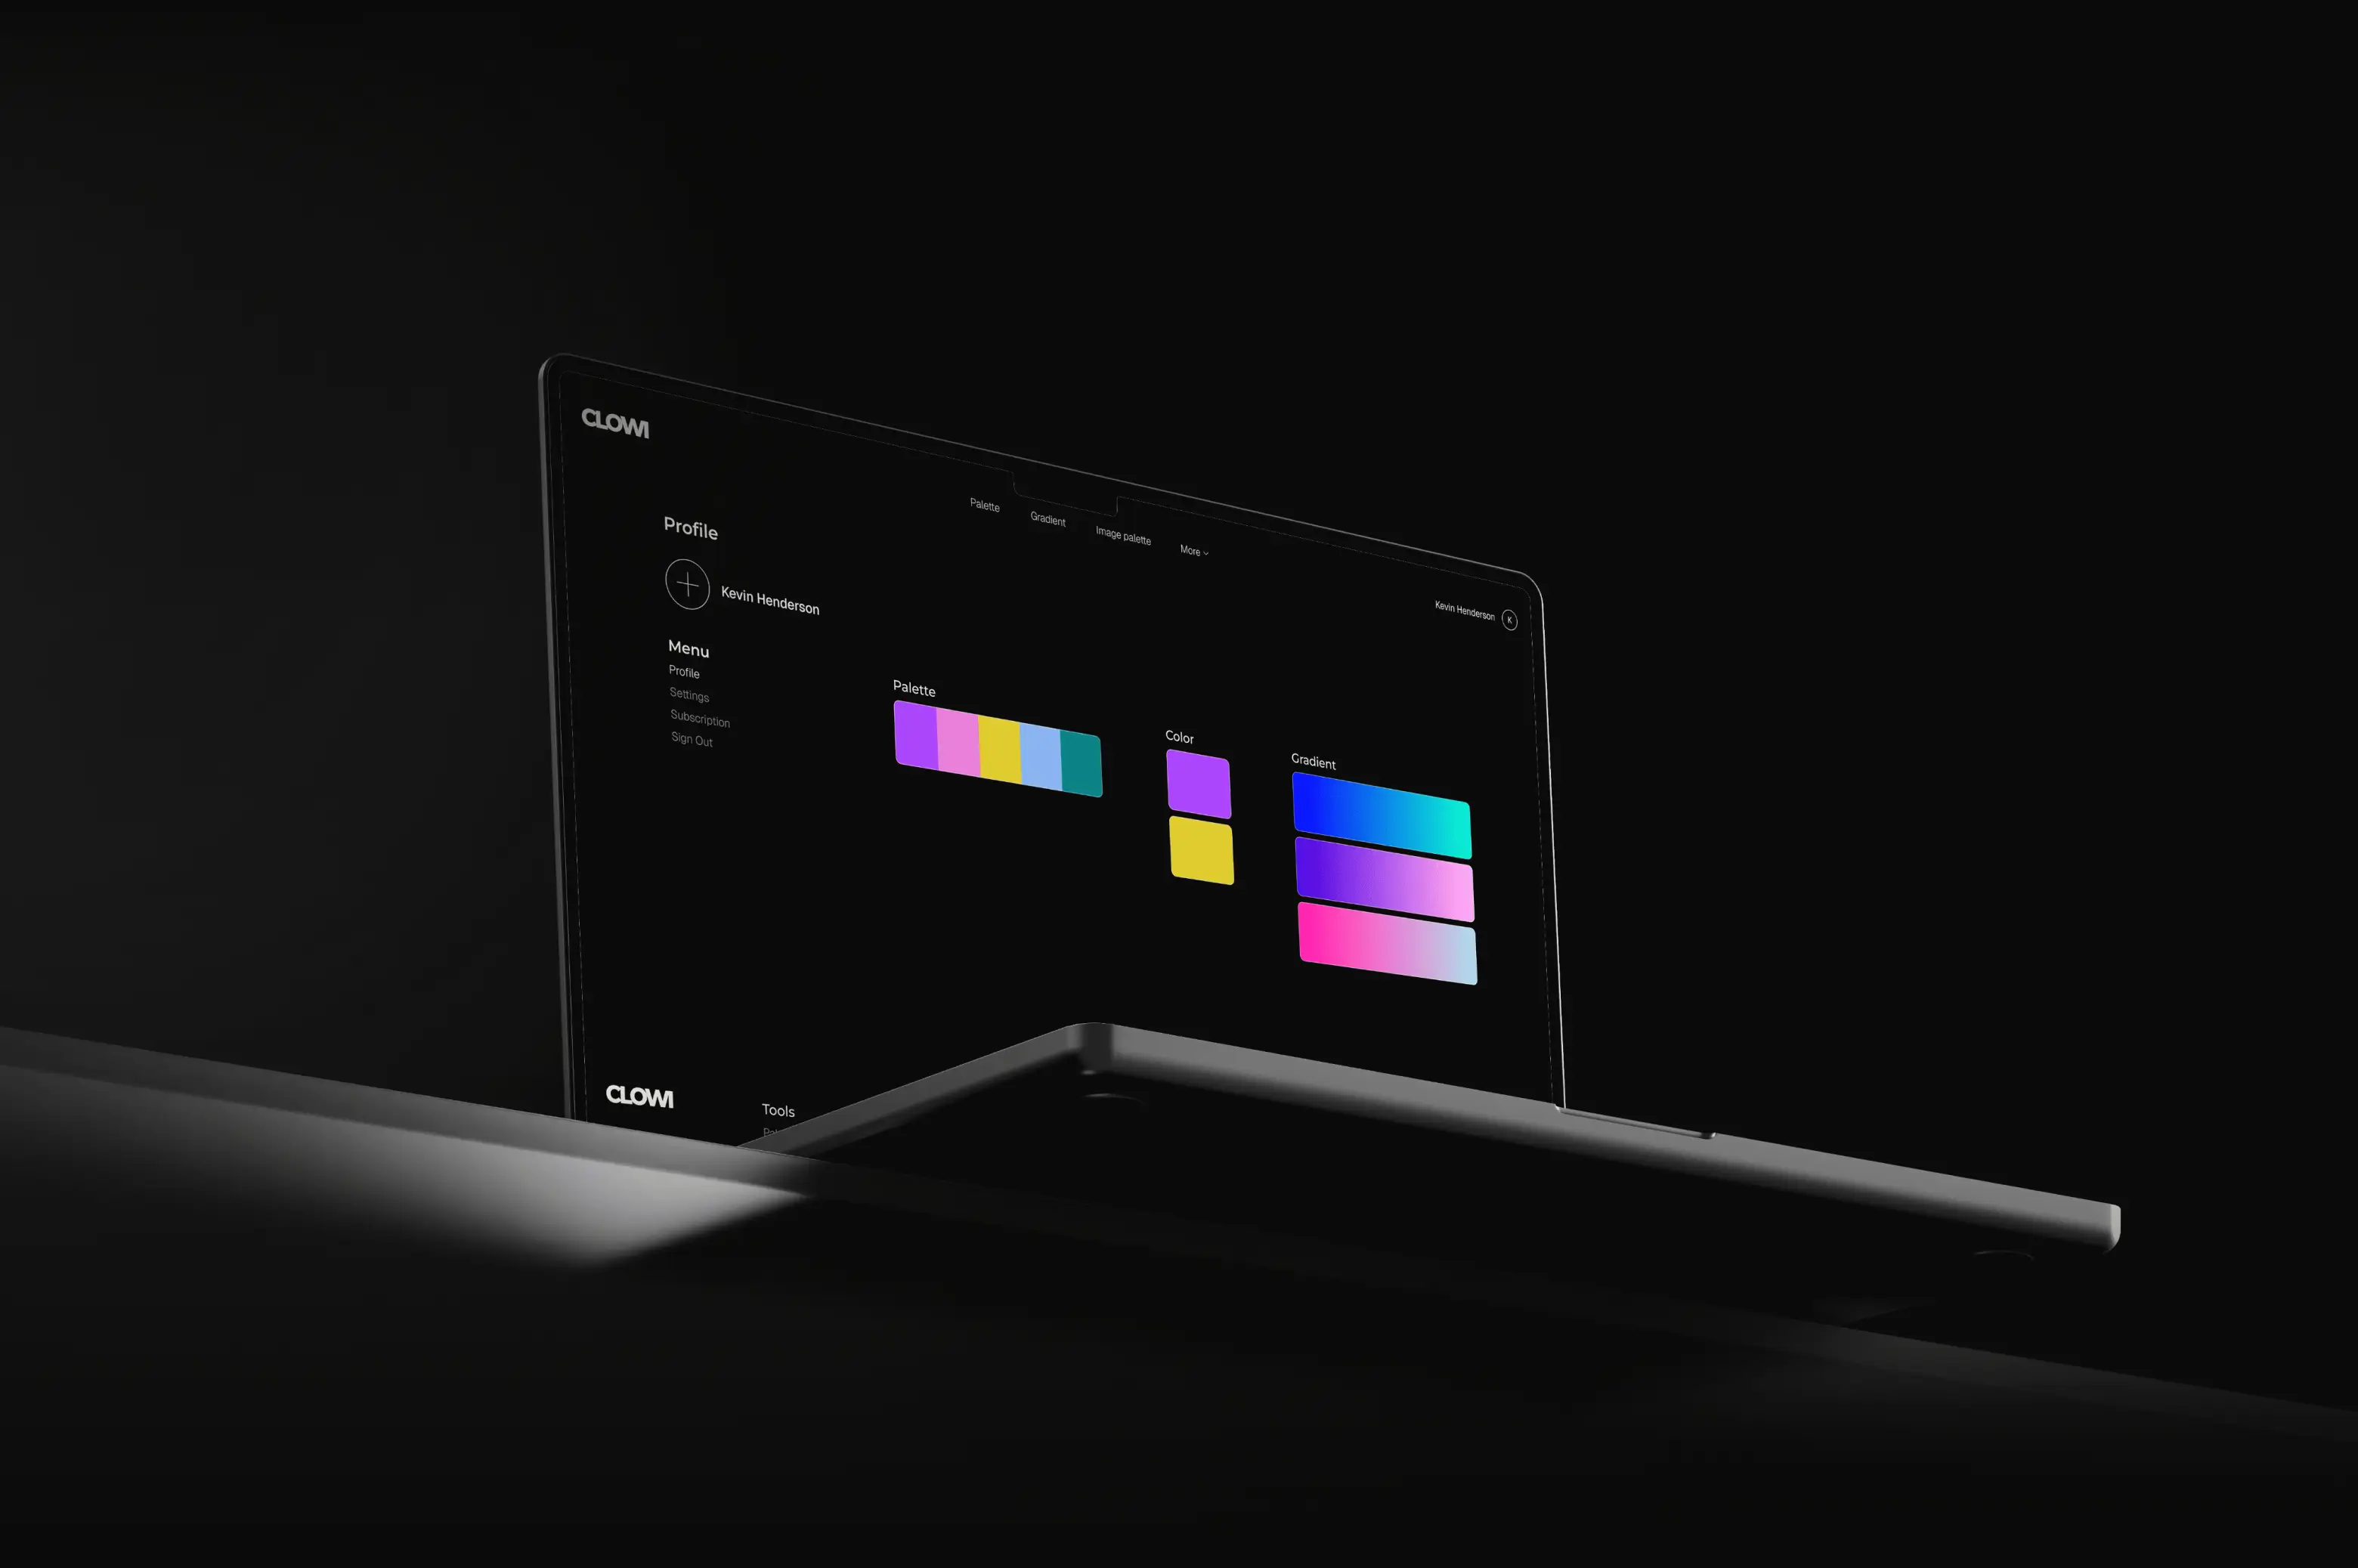 CLOWI
Palette
Gradient
Image palette
More
Kevin Henderson
K
Profile
Kevin Henderson
Menu
Profile
Settings
Subscription
Sign Out
Palette
Color
Gradient
CLOWI
Tools